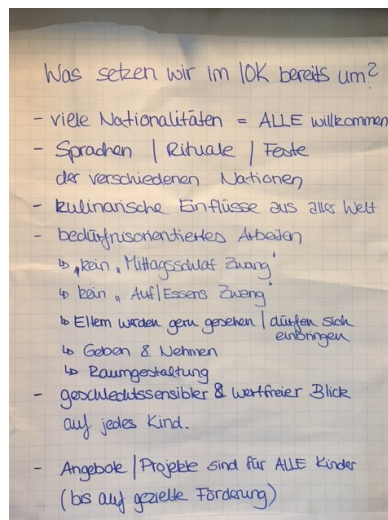 Was setzen wir im IOK bereits um?
- viele Nationalitäten = ALLE willkommen
- Sprachen | Rituale | Feste
der verschiedenen Nationen
- kulinarische Einflüsse aus aller Welt
- bedürfnisorientiertes Arbeiten
↳ „kein „Mittagsschlaf Zwang"
↳ kein „Auf/Essens Zwang"
↳ Eltern werden gern gesehen | dürfen sich
einbringen
↳ Geben & Nehmen
↳ Raumgestaltung
- geschlechtssensibler & wertfreier Blick
auf jedes Kind.
- Angebote | Projekte sind für ALLE Kinder
(bis auf gezielte Förderung)